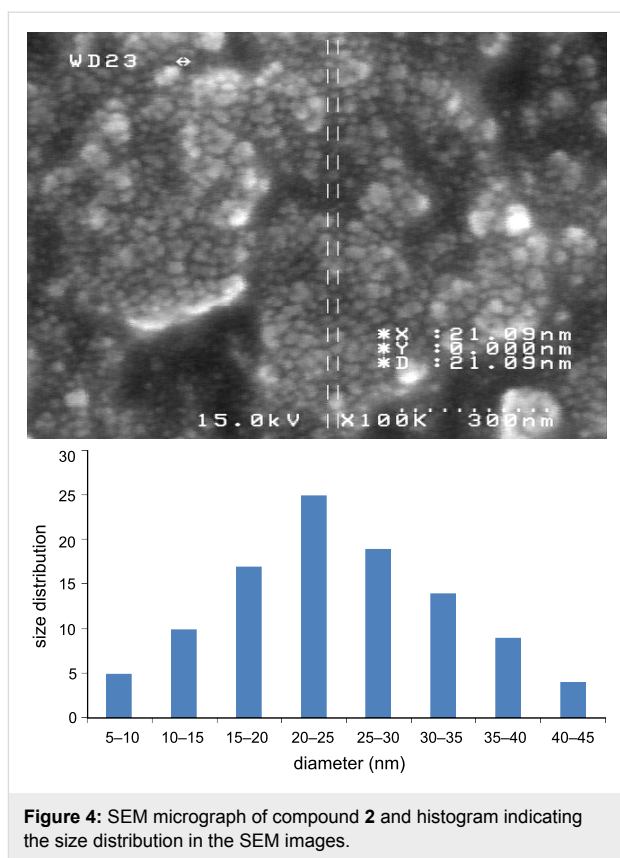 WD23 ⇔
*X :21.09nm
*Y :0.000nm
*D :21.09nm
15.0kV X100K 300nm
30
25
20
15
10
5
0
size distribution
5–10 10–15 15–20 20–25 25–30 30–35 35–40 40–45
diameter (nm)
Figure 4: SEM micrograph of compound 2 and histogram indicating
the size distribution in the SEM images.